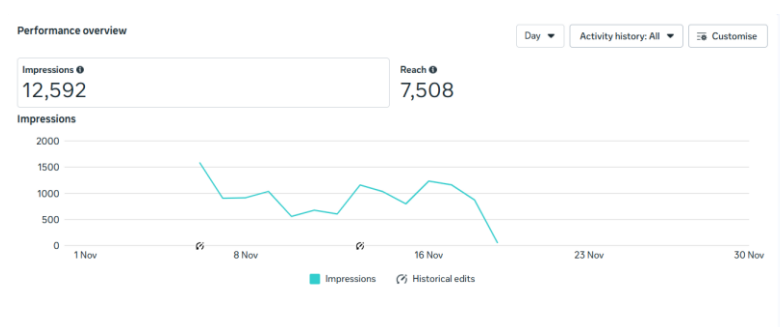 Performance overview
Day
Activity history: All
Customise
Impressions
12,592
Reach
7,508
Impressions
2000
1500
1000
500
0
1 Nov
8 Nov
16 Nov
23 Nov
30 Nov
Impressions
Historical edits